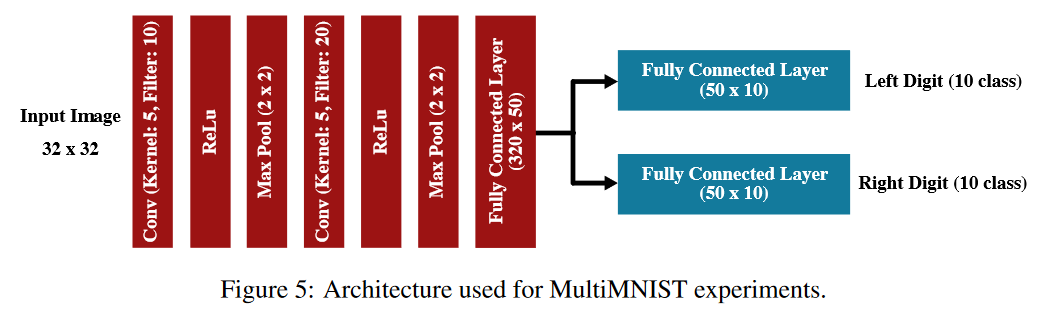 Input Image
32 x 32
Conv (Kernel: 5, Filter: 10)
ReLu
Max Pool (2 x 2)
Conv (Kernel: 5, Filter: 20)
ReLu
Max Pool (2 x 2)
Fully Connected Layer
(320 x 50)
Fully Connected Layer
(50 x 10)
Left Digit (10 class)
Fully Connected Layer
(50 x 10)
Right Digit (10 class)
Figure 5: Architecture used for MultiMNIST experiments.